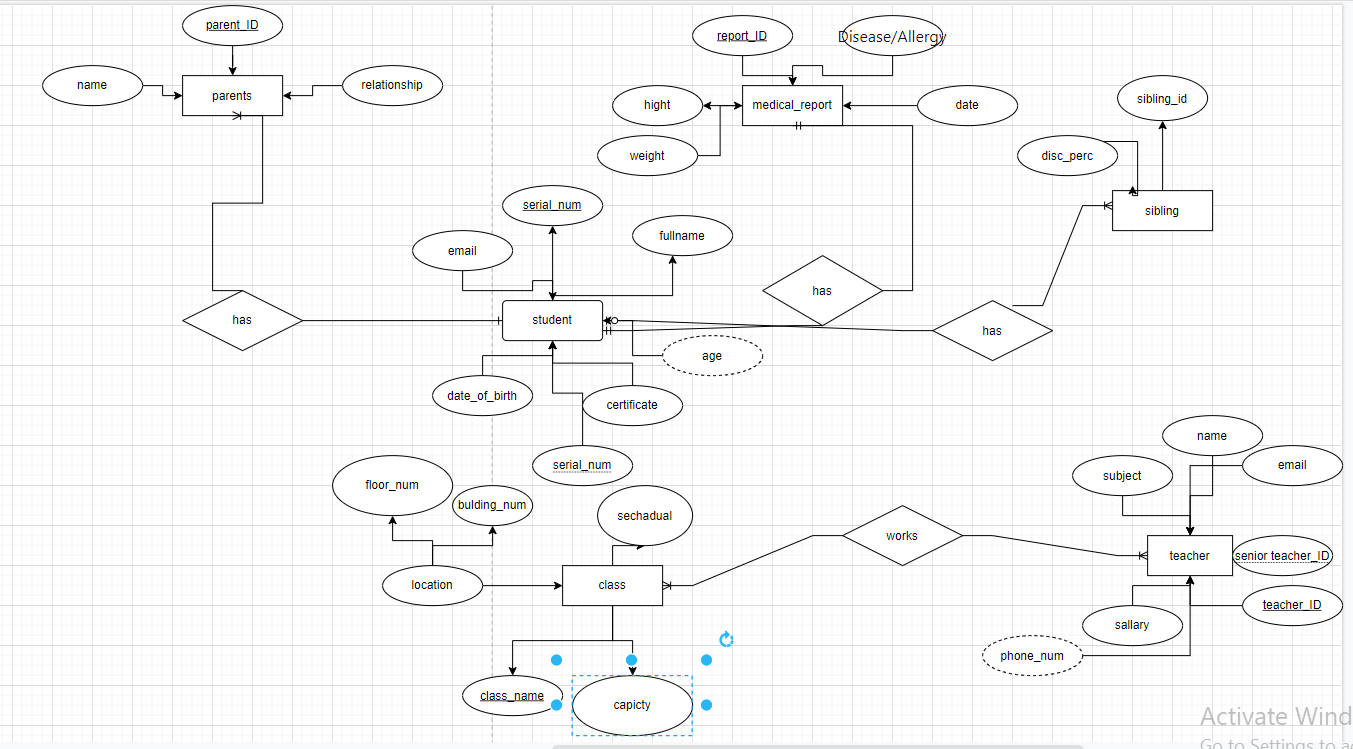 parent_ID
name
parents
relationship
report_ID
Disease/Allergy
hight
medical_report
date
weight
sibling_id
disc_perc
sibling
serial_num
email
fullname
has
student
has
has
age
date_of_birth
certificate
serial_num
floor_num
bulding_num
sechadual
location
class
works
name
subject
email
teacher
senior teacher_ID
teacher_ID
sallary
phone_num
class_name
capicty
Activate Wind
Go to Settings to a